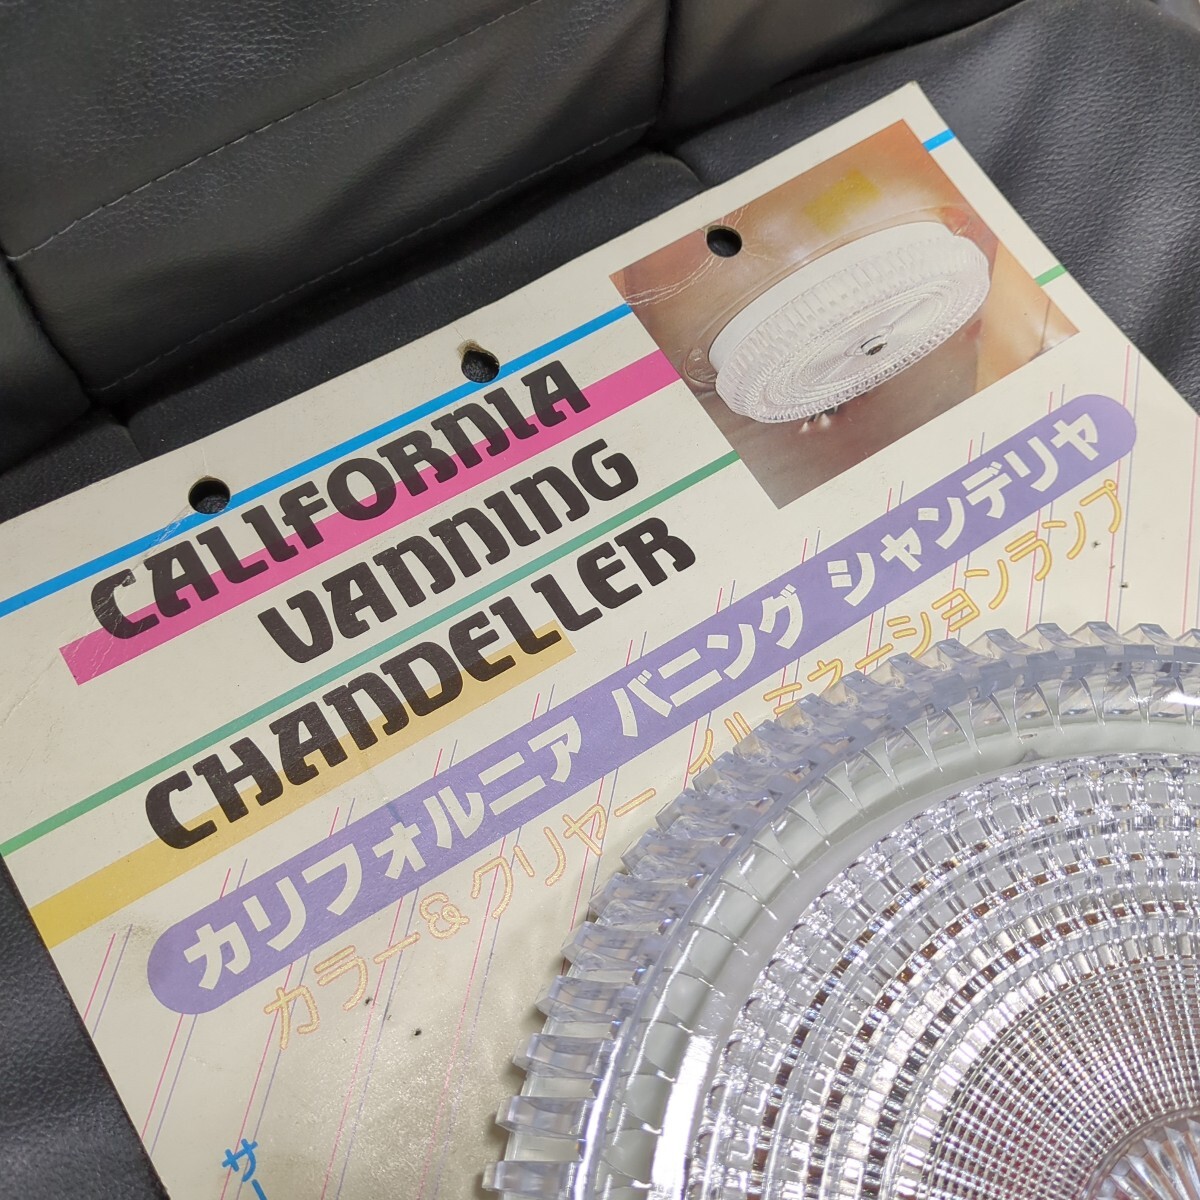 CALIFORNIA
VANNING
CHANDELLER
カリフォルニア バニング シャンデリヤ
カラー&クリヤー イルミネーションランプ
サー